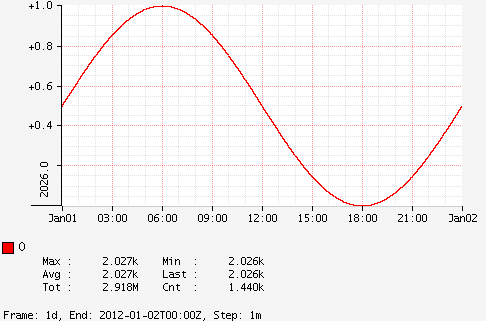 +1.0
+0.8
+0.6
+0.4
2026.0
Jan01 03:00 06:00 09:00 12:00 15:00 18:00 21:00 Jan02
0
Max : 2.027k Min : 2.026k
Avg : 2.027k Last : 2.026k
Tot : 2.918M Cnt : 1.440k
Frame: 1d, End: 2012-01-02T00:00Z, Step: 1m